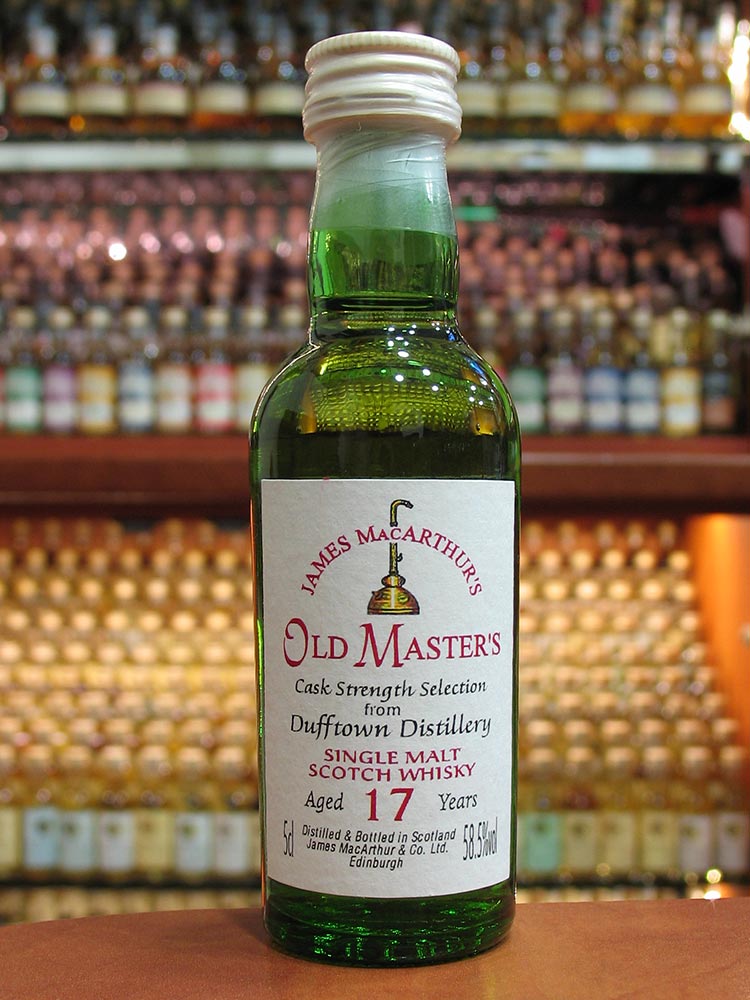 JAMES MACARTHUR'S
OLD MASTER'S
Cask Strength Selection
from
Dufftown Distillery
SINGLE MALT
SCOTCH WHISKY
Aged 17 Years
5cl Distilled & Bottled in Scotland 58.5%vol
James MacArthur & Co. Ltd.
Edinburgh